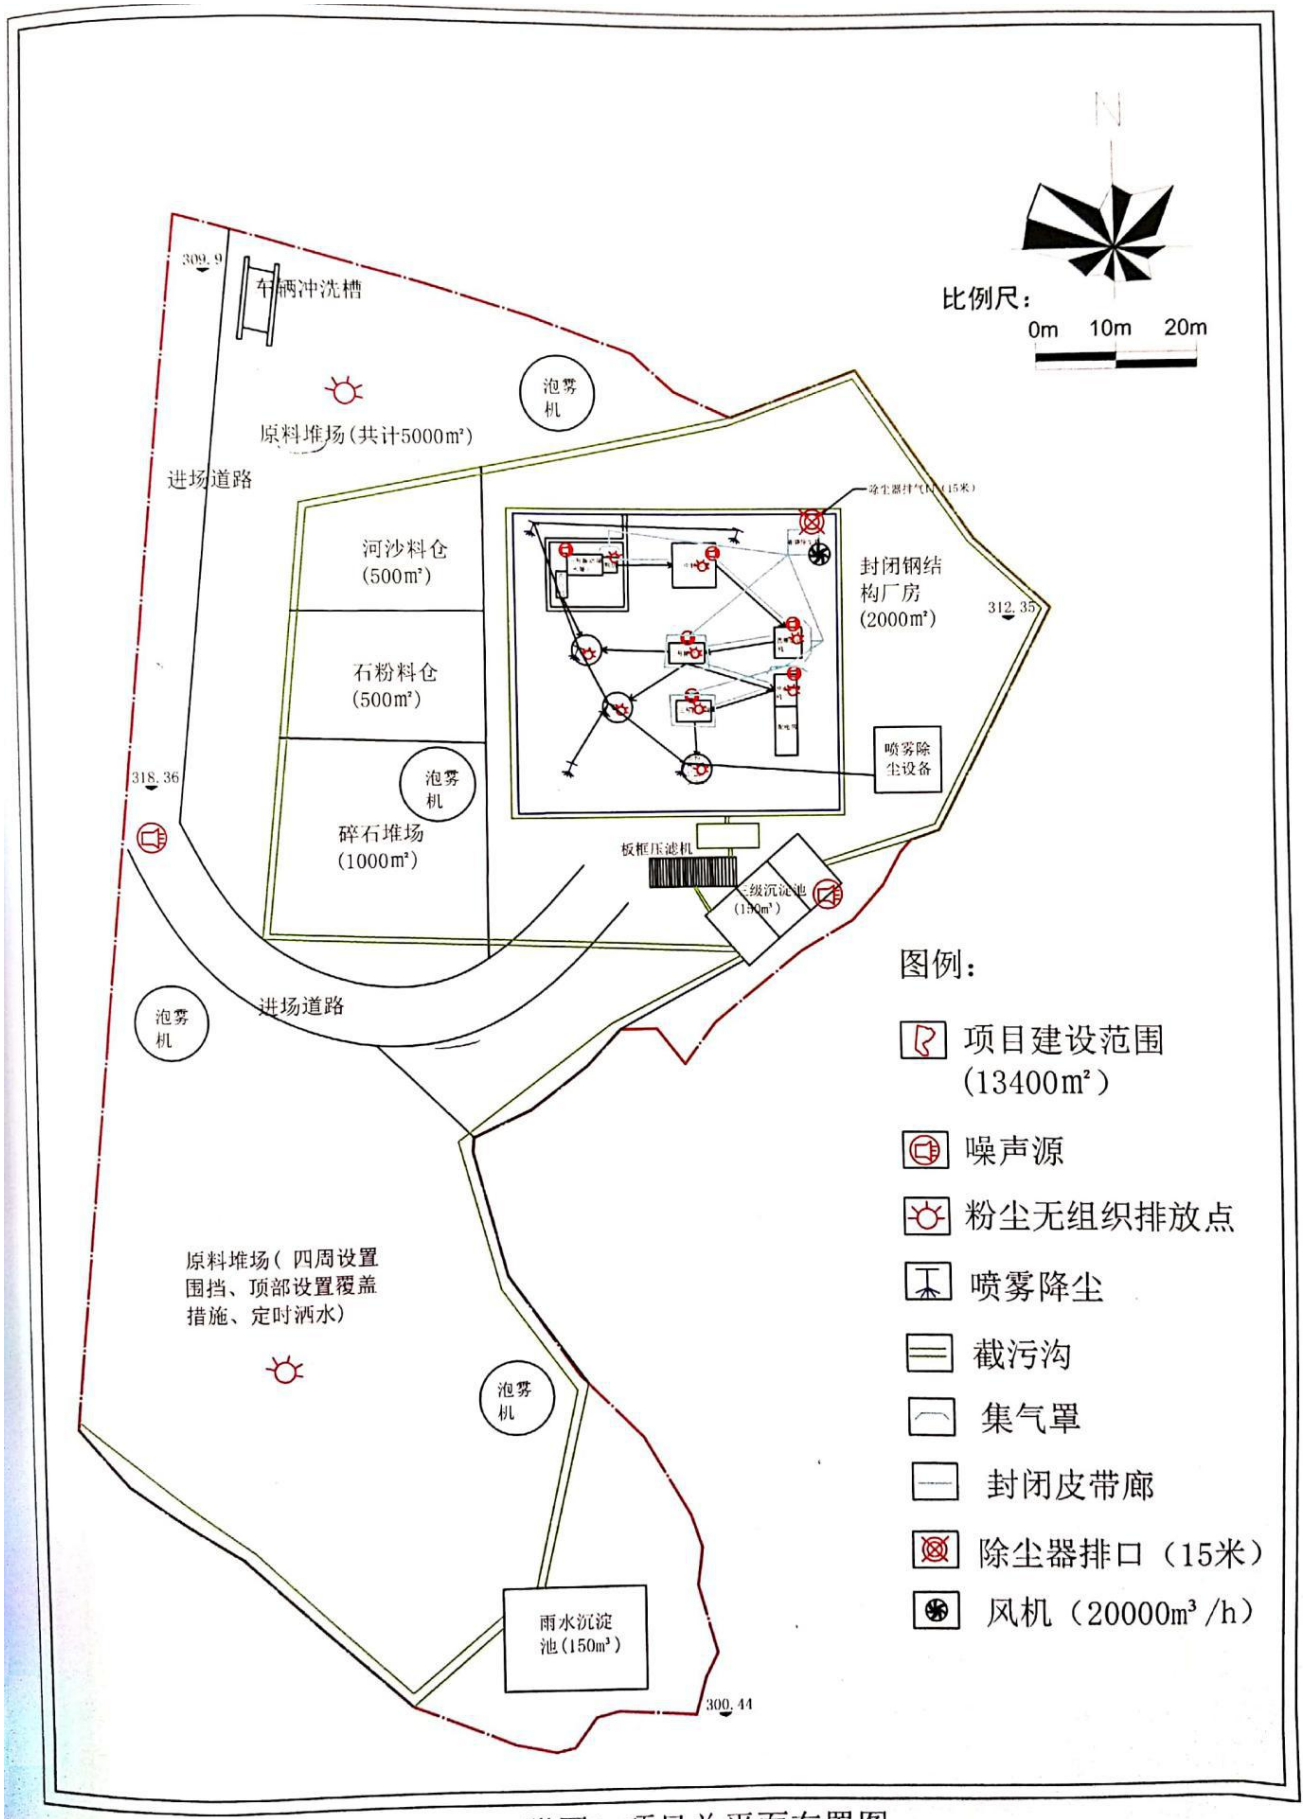 N
比例尺：
0m 10m 20m
309.9
车辆冲洗槽
泡雾
机
原料堆场(共计5000m²)
进场道路
除尘器排气口(15米)
河沙料仓
(500m²)
封闭钢结
构厂房
(2000m²)
312.35
石粉料仓
(500m²)
喷雾除
尘设备
318.36
泡雾
机
碎石堆场
(1000m²)
板框压滤机
三级沉淀池
(150m³)
进场道路
泡雾
机
原料堆场( 四周设置
围挡、顶部设置覆盖
措施、定时洒水)
泡雾
机
雨水沉淀
池(150m³)
300.44
图例：
项目建设范围
(13400m²)
噪声源
粉尘无组织排放点
喷雾降尘
截污沟
集气罩
封闭皮带廊
除尘器排口（15米）
风机（20000m³/h）